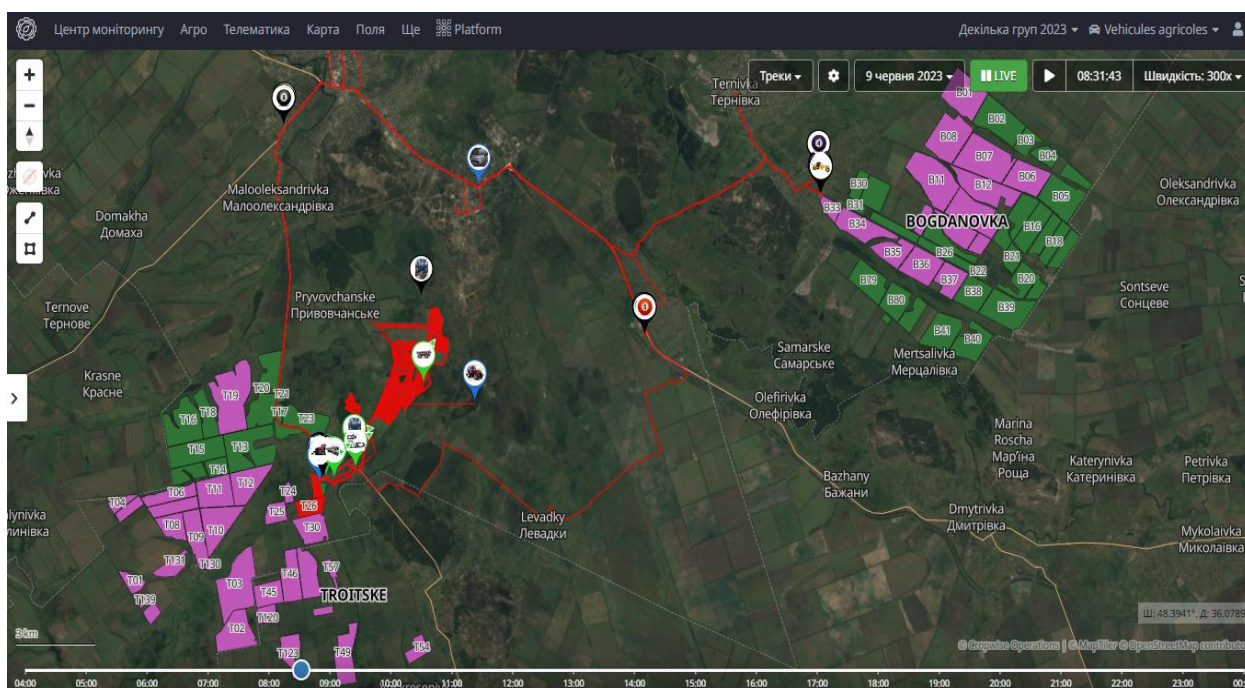 Центр моніторингу Агро Телематика Карта Поля Ще Platform Декілька груп 2023 Vehicules agricoles
Треки 9 червня 2023 LIVE 08:31:43 Швидкість: 300x
Ternivka
Тернівка
B01
B02
B03
B04
B08
B07
B06
B05
B11
B12
B30
B31
B33
B34
BOGDANOVKA
B16
B18
B35
B26
B21
B36
B22
B20
B37
B38
B39
B79
B80
B41
B40
Oleksandrivka
Олександрівка
Malooleksandrivka
Малоолександрівка
Domakha
Домаха
Ternove
Тернове
Pryvovchanske
Привовчанське
Sontseve
Сонцеве
Samarske
Самарське
Mertsalivka
Мерцалівка
Krasne
Красне
Olefirivka
Олефірівка
T19
T20
T21
T16
T18
T17
T23
T15
T13
T14
T12
T04
T06
T11
T24
T25
T26
T08
T09
T10
T30
T131
T130
T01
T139
T03
T46
T57
T45
TROITSKE
T120
T02
T123
T49
T54
Marina
Roscha
Мар'їна
Роща
Katerynivka
Катеринівка
Petrivka
Петрівка
Bazhany
Бажани
Levadky
Левадки
Dmytrivka
Дмитрівка
Mykolaivka
Миколаївка
Ш: 48.3941°, Д: 36.0789
3 km
© Cropwise Operations | © MapTiler © OpenStreetMap contributo
04:00 05:00 06:00 07:00 08:00 09:00 10:00 11:00 12:00 13:00 14:00 15:00 16:00 17:00 18:00 19:00 20:00 21:00 22:00 23:00